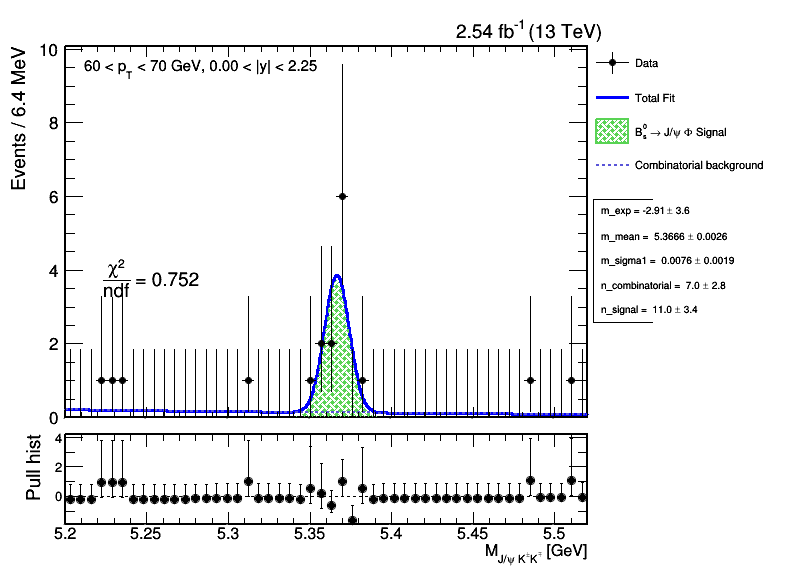 2.54 fb⁻¹ (13 TeV)
Events / 6.4 MeV
10
8
6
4
2
0
60 < p_T < 70 GeV, 0.00 < |y| < 2.25
χ²/ndf = 0.752
Data
Total Fit
B⁰_s → J/ψ Φ Signal
Combinatorial background
m_exp = -2.91 ± 3.6
m_mean = 5.3666 ± 0.0026
m_sigma1 = 0.0076 ± 0.0019
n_combinatorial = 7.0 ± 2.8
n_signal = 11.0 ± 3.4
Pull hist
4
2
0
5.2 5.25 5.3 5.35 5.4 5.45 5.5
M_J/ψ K^±K^∓ [GeV]